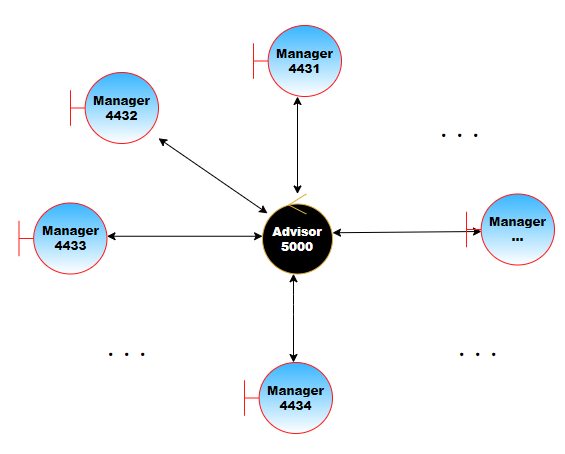 Manager
4431
Manager
4432
. . .
Manager
...
Advisor
5000
Manager
4433
. . .
. . .
Manager
4434